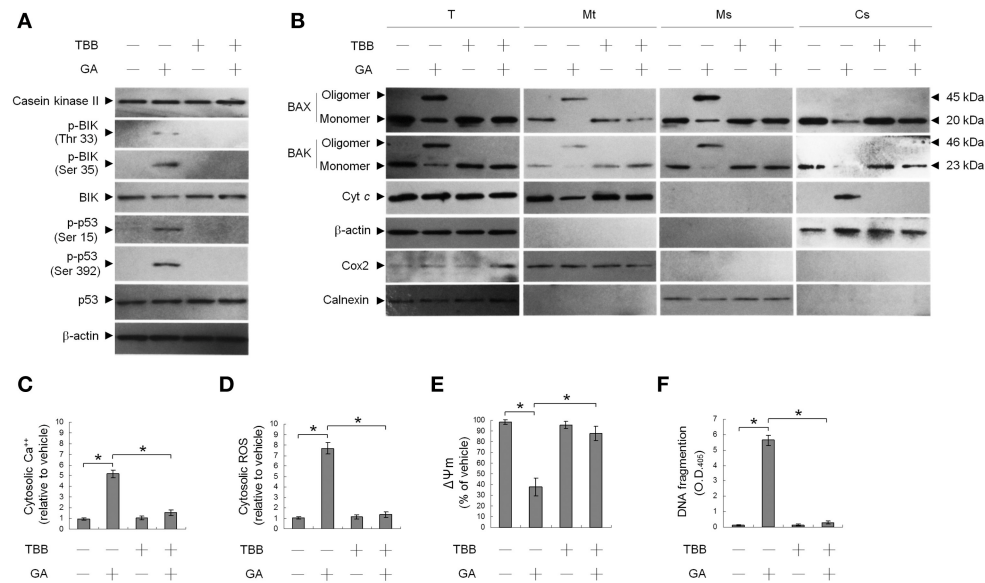 A
TBB — — + +
GA — + — +
Casein kinase II
p-BIK
(Thr 33)
p-BIK
(Ser 35)
BIK
p-p53
(Ser 15)
p-p53
(Ser 392)
p53
β-actin
B
T Mt Ms Cs
TBB — — + + — — + + — — + + — — + +
GA — + — + — + — + — + — + — + — +
BAX Oligomer 45 kDa
Monomer 20 kDa
BAK Oligomer 46 kDa
Monomer 23 kDa
Cyt c
β-actin
Cox2
Calnexin
C
Cytosolic Ca++
(relative to vehicle)
10
9
8
7
6
5
4
3
2
1
0
* *
D
Cytosolic ROS
(relative to vehicle)
10
9
8
7
6
5
4
3
2
1
0
* *
E
ΔΨm
(% of vehicle)
100
90
80
70
60
50
40
30
20
10
0
* *
F
DNA fragmention
(O.D.405)
7
6
5
4
3
2
1
0
* *
TBB — — + + — — + + TBB — — + + — — + +
GA — + — + — + — + GA — + — + — + — +